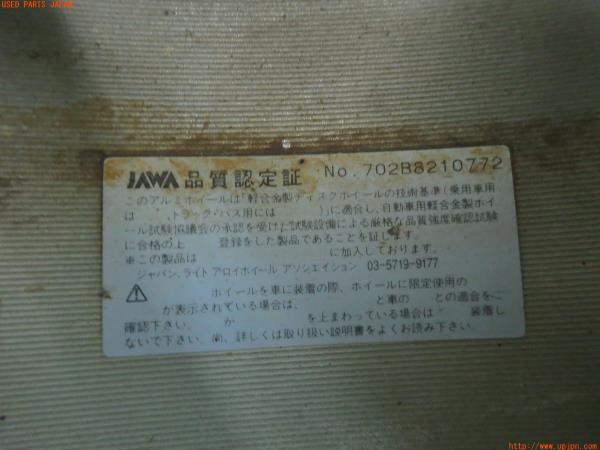 USED PARTS JAPAN
JAWA 品質認定証 No.702B8210772
このアルミホイールは「軽合金製ディスクホイールの技術基準(乗用車用
は 、トラック・バス用には )に適合し、自動車用軽合金製ホイ
ール試験協議会の承認を受けた試験設備による厳格な品質強度確認試験
に合格の上 登録をした製品であることを証します。
車この製品は に加入しております。
ジャパン、ライト アロイホイール アソシエイション 03-5719-9177
ホイールを車に装着の際、ホイールに限定使用の
が表示されている場合は、 と車の との適合をご
確認下さい。 が を上まわっている場合は 装着し
ないで下さい。尚、詳しくは取り扱い説明書をよくお読み下さい。
http://www.upjpn.com/